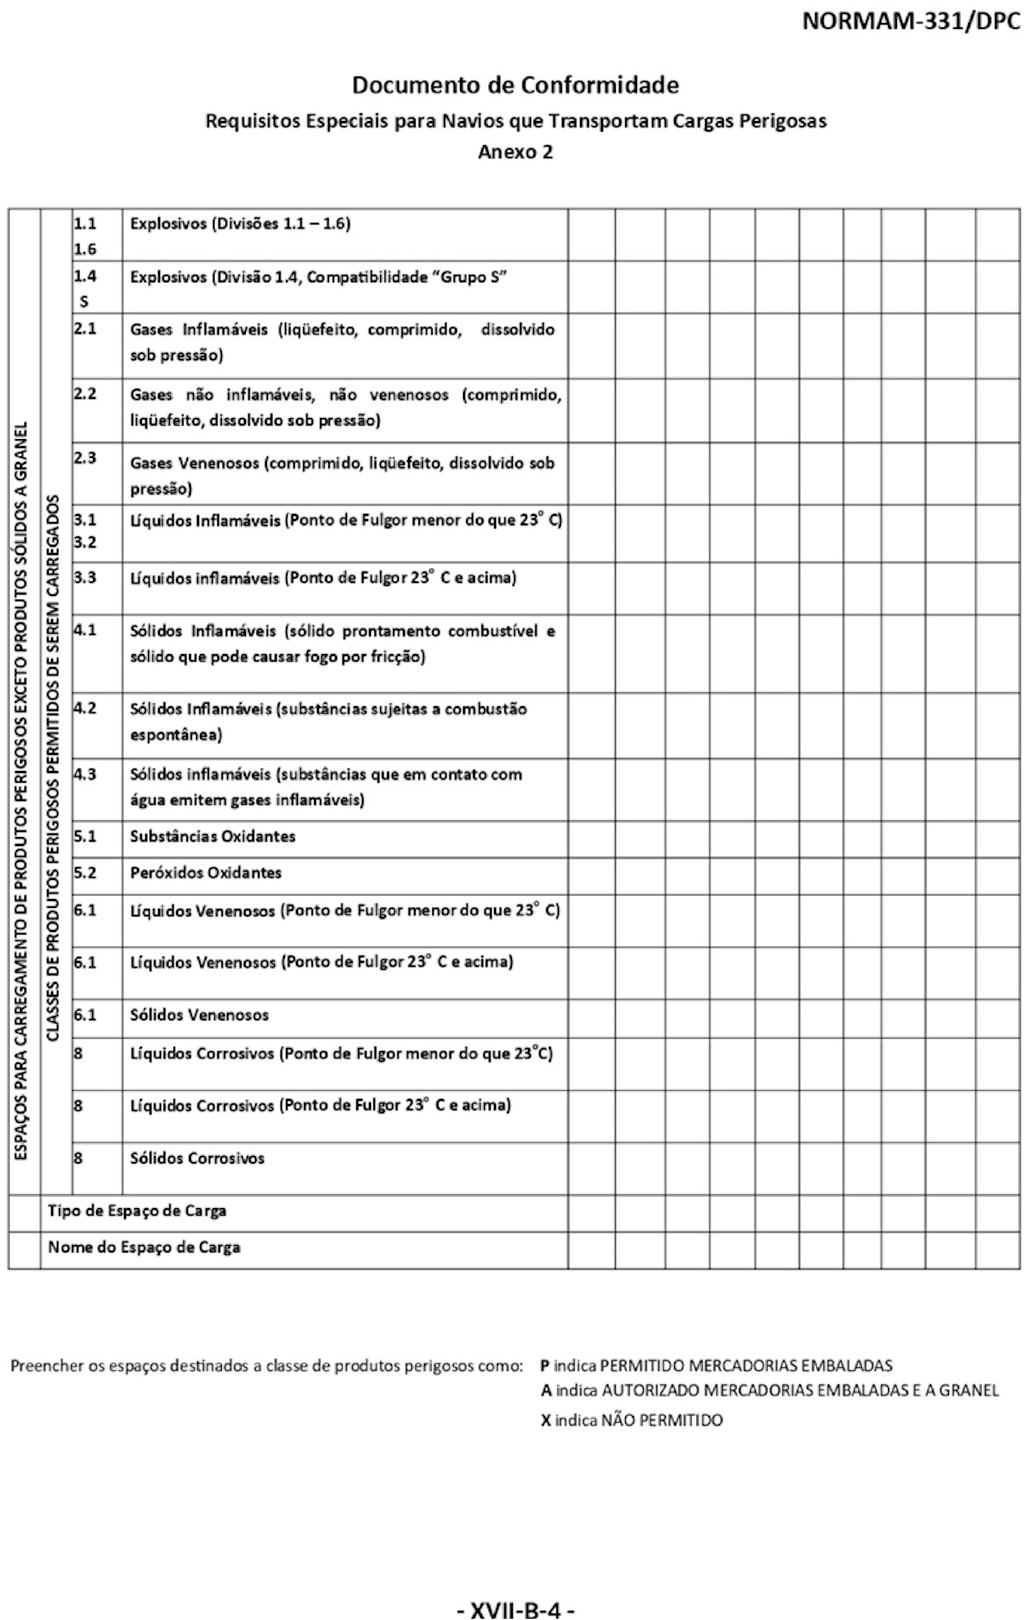 NORMAM-331/DPC
Documento de Conformidade
Requisitos Especiais para Navios que Transportam Cargas Perigosas
Anexo 2
ESPAÇOS PARA CARREGAMENTO DE PRODUTOS PERIGOSOS EXCETO PRODUTOS SÓLIDOS A GRANEL
CLASSES DE PRODUTOS PERIGOSOS PERMITIDOS DE SEREM CARREGADOS
1.1 Explosivos (Divisões 1.1 – 1.6)
1.6
1.4 Explosivos (Divisão 1.4, Compatibilidade “Grupo S”
S
2.1 Gases Inflamáveis (liqüefeito, comprimido, dissolvido
sob pressão)
2.2 Gases não inflamáveis, não venenosos (comprimido,
liqüefeito, dissolvido sob pressão)
2.3 Gases Venenosos (comprimido, liqüefeito, dissolvido sob
pressão)
3.1 Líquidos Inflamáveis (Ponto de Fulgor menor do que 23° C)
3.2
3.3 Líquidos inflamáveis (Ponto de Fulgor 23° C e acima)
4.1 Sólidos Inflamáveis (sólido prontamento combustível e
sólido que pode causar fogo por fricção)
4.2 Sólidos Inflamáveis (substâncias sujeitas a combustão
espontânea)
4.3 Sólidos inflamáveis (substâncias que em contato com
água emitem gases inflamáveis)
5.1 Substâncias Oxidantes
5.2 Peróxidos Oxidantes
6.1 Líquidos Venenosos (Ponto de Fulgor menor do que 23° C)
6.1 Líquidos Venenosos (Ponto de Fulgor 23° C e acima)
6.1 Sólidos Venenosos
8 Líquidos Corrosivos (Ponto de Fulgor menor do que 23°C)
8 Líquidos Corrosivos (Ponto de Fulgor 23° C e acima)
8 Sólidos Corrosivos
Tipo de Espaço de Carga
Nome do Espaço de Carga
Preencher os espaços destinados a classe de produtos perigosos como: P indica PERMITIDO MERCADORIAS EMBALADAS
A indica AUTORIZADO MERCADORIAS EMBALADAS E A GRANEL
X indica NÃO PERMITIDO
- XVII-B-4 -